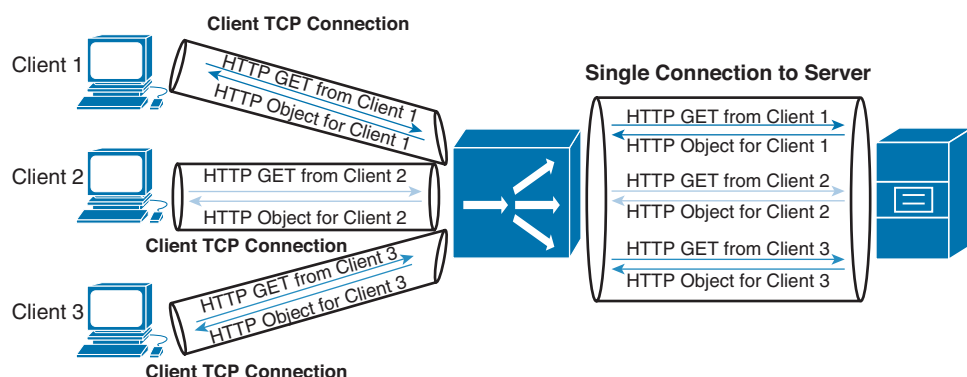 Client TCP Connection
Client 1
HTTP GET from Client 1
HTTP Object for Client 1
Client 2
HTTP GET from Client 2
HTTP Object for Client 2
Client TCP Connection
Client 3
HTTP GET from Client 3
HTTP Object for Client 3
Client TCP Connection
Single Connection to Server
HTTP GET from Client 1
HTTP Object for Client 1
HTTP GET from Client 2
HTTP Object for Client 2
HTTP GET from Client 3
HTTP Object for Client 3